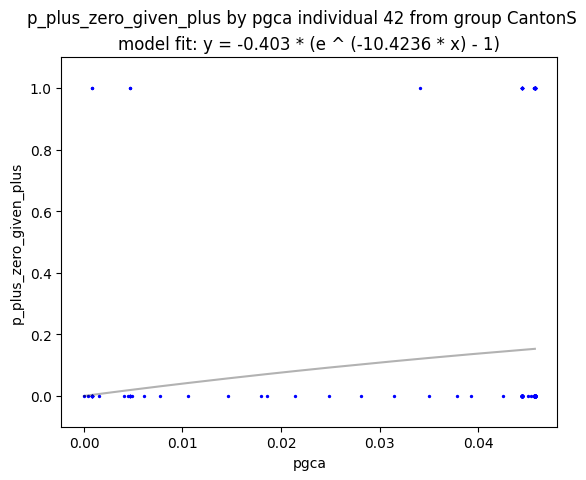 p_plus_zero_given_plus by pgca individual 42 from group CantonS
model fit: y = -0.403 * (e ^ (-10.4236 * x) - 1)
1.0
0.8
0.6
0.4
0.2
0.0
p_plus_zero_given_plus
0.00 0.01 0.02 0.03 0.04
pgca